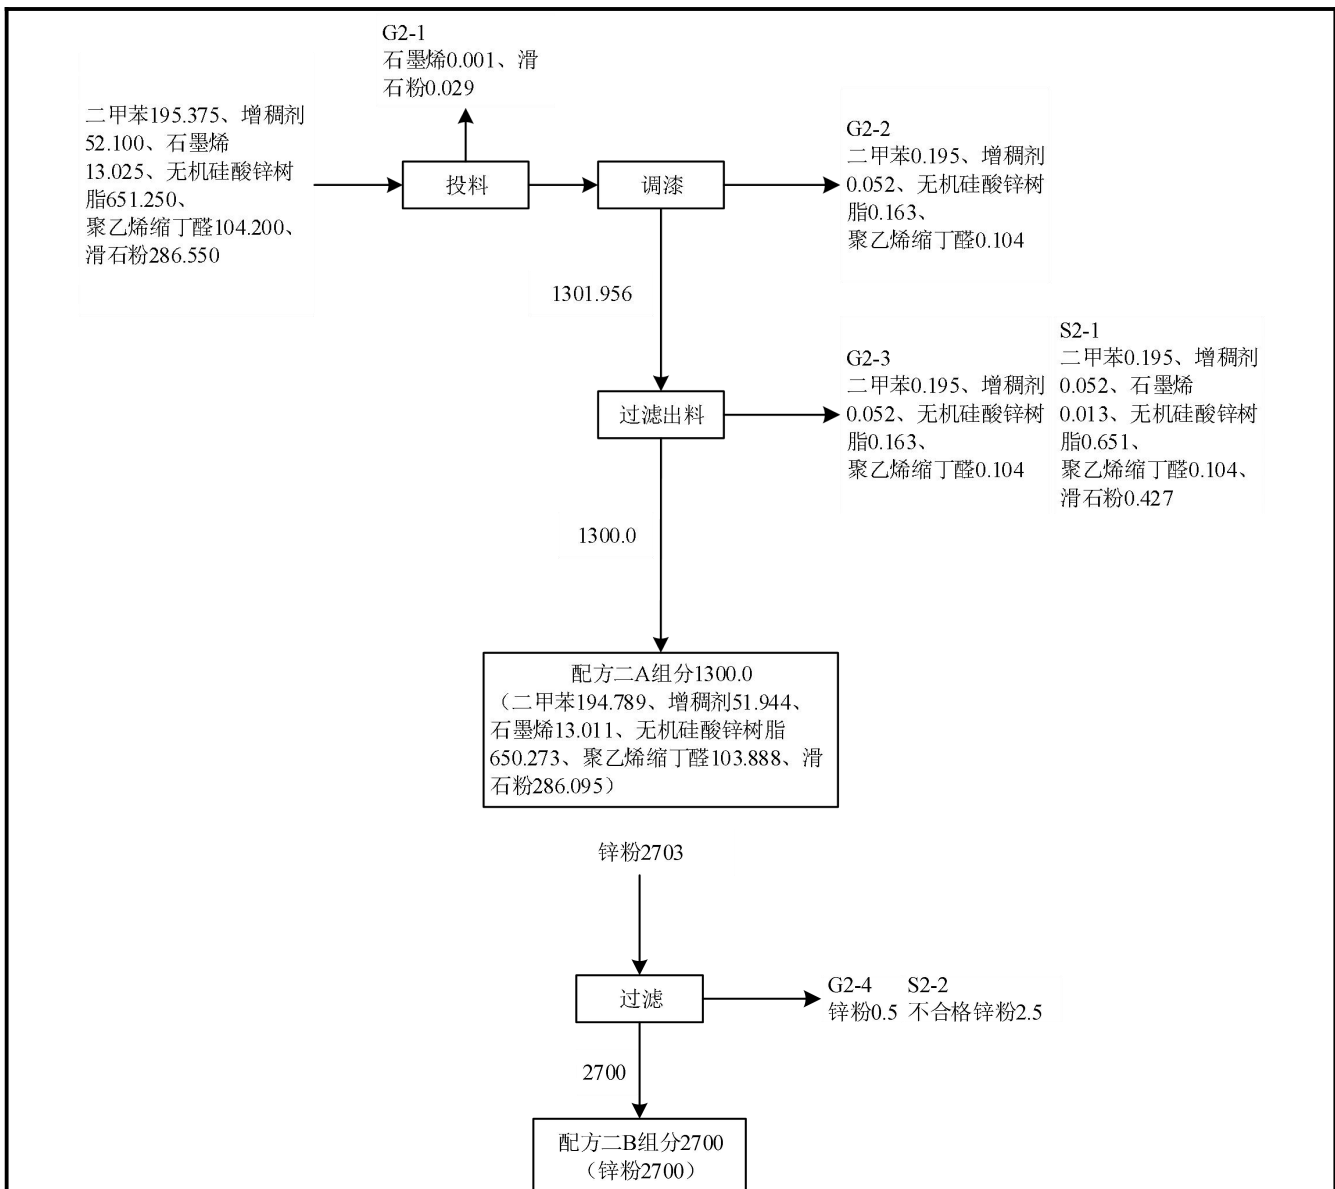 G2-1
石墨烯0.001、滑
石粉0.029
二甲苯195.375、增稠剂
52.100、石墨烯
13.025、无机硅酸锌树
脂651.250、
聚乙烯缩丁醛104.200、
滑石粉286.550
投料
调漆
G2-2
二甲苯0.195、增稠剂
0.052、无机硅酸锌树
脂0.163、
聚乙烯缩丁醛0.104
1301.956
过滤出料
G2-3
二甲苯0.195、增稠剂
0.052、无机硅酸锌树
脂0.163、
聚乙烯缩丁醛0.104
S2-1
二甲苯0.195、增稠剂
0.052、石墨烯
0.013、无机硅酸锌树
脂0.651、
聚乙烯缩丁醛0.104、
滑石粉0.427
1300.0
配方二A组分1300.0
（二甲苯194.789、增稠剂51.944、
石墨烯13.011、无机硅酸锌树脂
650.273、聚乙烯缩丁醛103.888、滑
石粉286.095）
锌粉2703
过滤
G2-4
锌粉0.5
S2-2
不合格锌粉2.5
2700
配方二B组分2700
（锌粉2700）